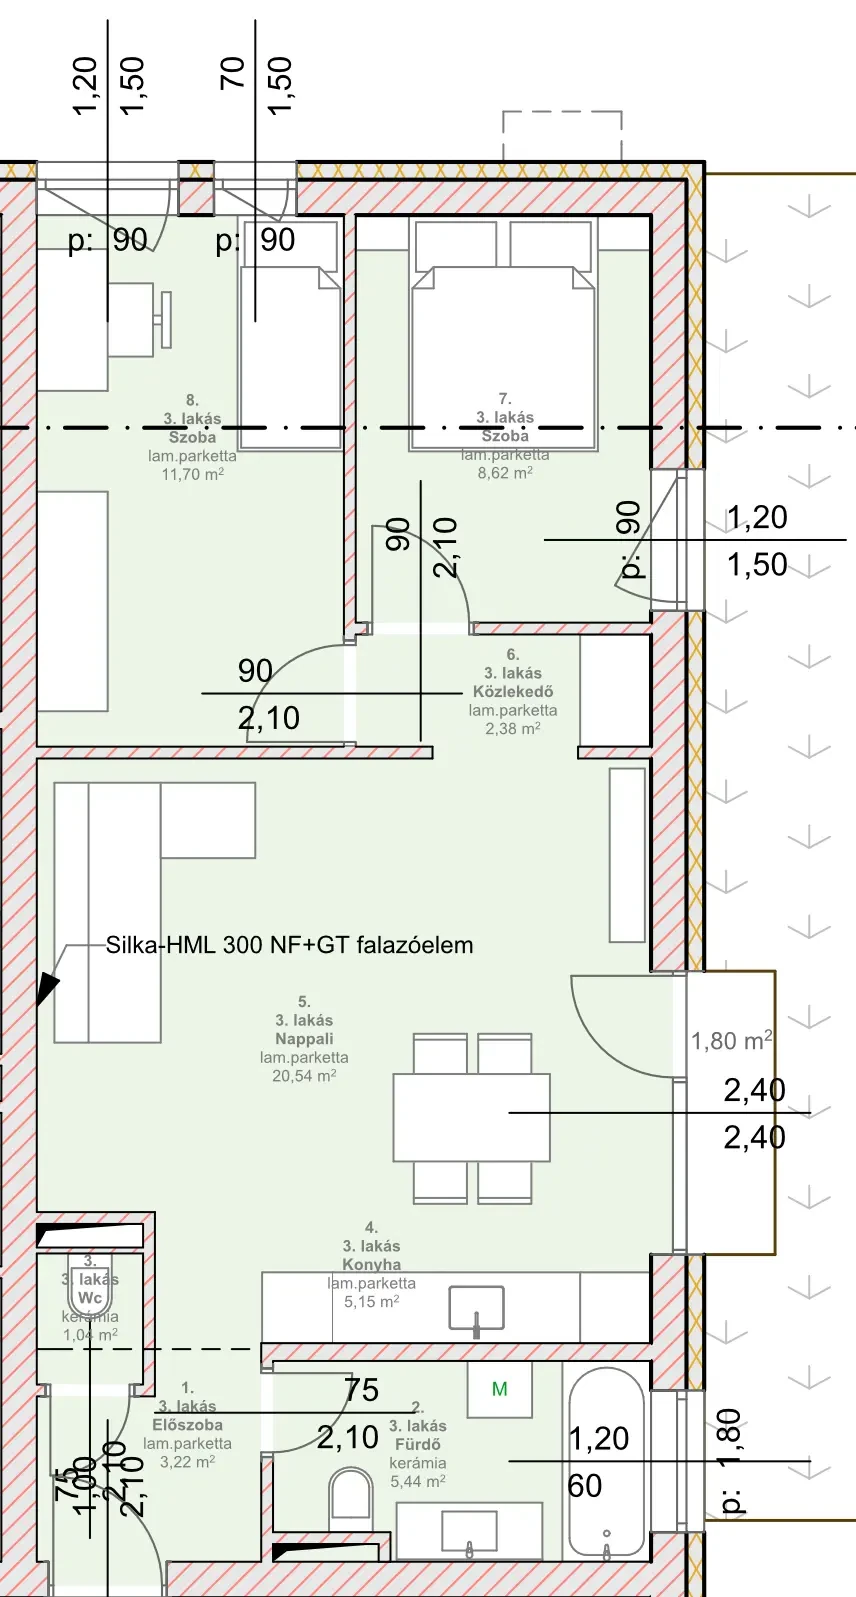 1,20
1,50
70
1,50
p: 90
p: 90
8.
3. lakás
Szoba
lam.parketta
11,70 m²
7.
3. lakás
Szoba
lam.parketta
8,62 m²
90
2,10
p: 90
1,20
1,50
90
2,10
6.
3. lakás
Közlekedő
lam.parketta
2,38 m²
Silka-HML 300 NF+GT falazóelem
5.
3. lakás
Nappali
lam.parketta
20,54 m²
1,80 m²
2,40
2,40
4.
3. lakás
Konyha
lam.parketta
5,15 m²
3.
3. lakás
Wc
kerámia
1,04 m²
1.
3. lakás
Előszoba
lam.parketta
3,22 m²
75
2,10
M
2.
3. lakás
Fürdő
kerámia
5,44 m²
1,20
60
p: 1,80
75
2,10
1,00
2,10